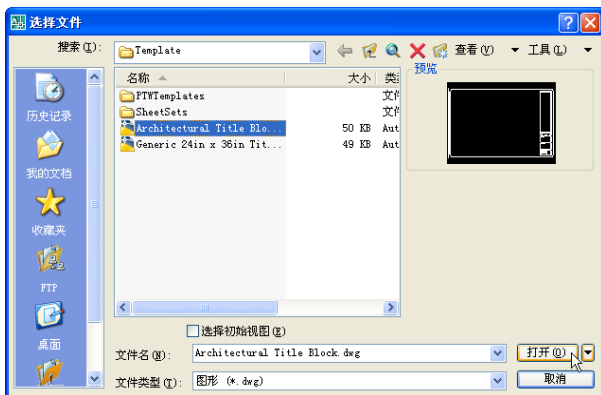 选择文件
搜索(I): Template 查看(V) 工具(L)
名称 大小 类
预览
PTWTemplates 文件
SheetSets 文件
Architectural Title Blo... 50 KB Aut
Generic 24in x 36in Tit... 49 KB Aut
历史记录
我的文档
收藏夹
FTP
桌面
选择初始视图(E)
文件名(N): Architectural Title Block.dwg 打开(O)
文件类型(T): 图形 (*.dwg) 取消